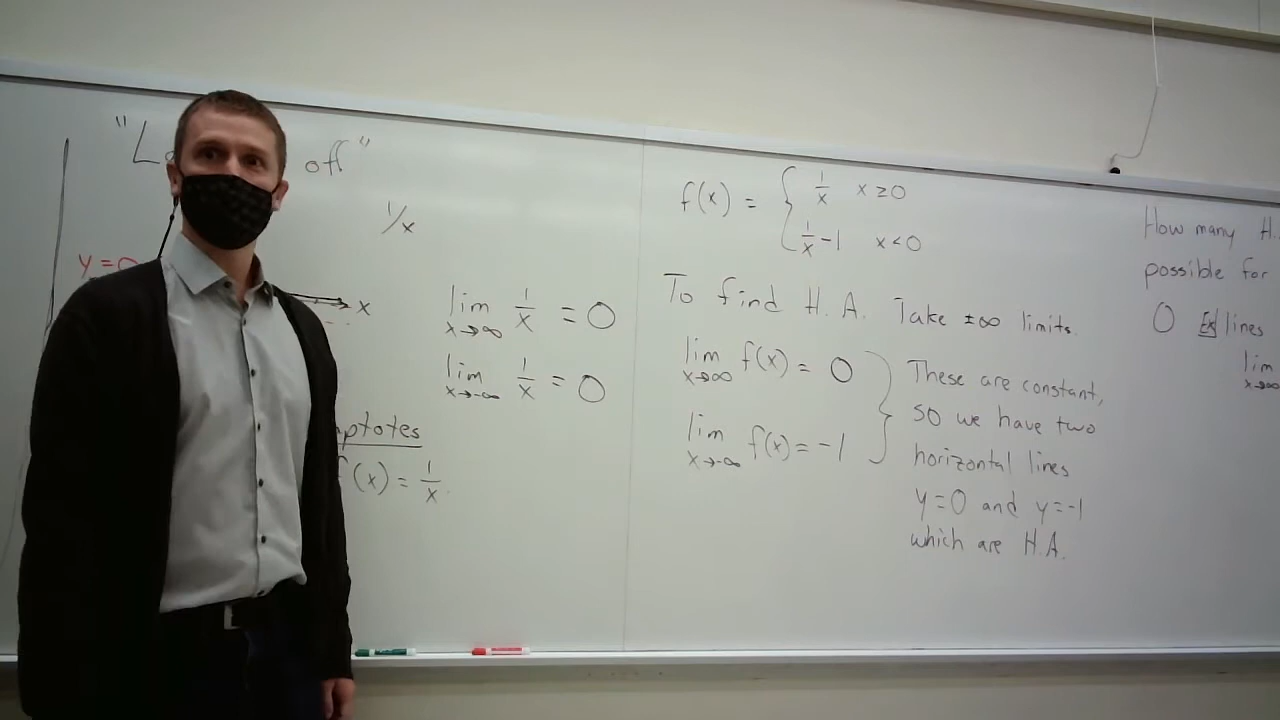 off"
1/x
y=0
x
lim x→∞ 1/x = 0
lim x→-∞ 1/x = 0
ptotes
f(x) = 1/x
f(x) = { 1/x x≥0
1/x -1 x<0
To find H.A. Take ±∞ limits.
lim x→∞ f(x) = 0
lim x→-∞ f(x) = -1
These are constant,
so we have two
horizontal lines
y=0 and y=-1
which are H.A.
How many H.
possible for
0 Ex lines
lim x→∞